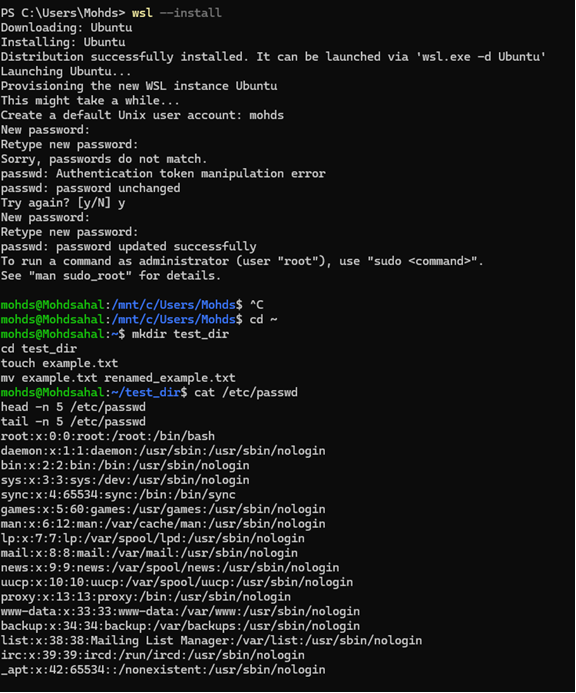 PS C:\Users\Mohds> wsl --install
Downloading: Ubuntu
Installing: Ubuntu
Distribution successfully installed. It can be launched via 'wsl.exe -d Ubuntu'
Launching Ubuntu...
Provisioning the new WSL instance Ubuntu
This might take a while...
Create a default Unix user account: mohds
New password:
Retype new password:
Sorry, passwords do not match.
passwd: Authentication token manipulation error
passwd: password unchanged
Try again? [y/N] y
New password:
Retype new password:
passwd: password updated successfully
To run a command as administrator (user "root"), use "sudo <command>".
See "man sudo_root" for details.
mohds@Mohdsahal:/mnt/c/Users/Mohds$ ^C
mohds@Mohdsahal:/mnt/c/Users/Mohds$ cd ~
mohds@Mohdsahal:~$ mkdir test_dir
cd test_dir
touch example.txt
mv example.txt renamed_example.txt
mohds@Mohdsahal:~/test_dir$ cat /etc/passwd
head -n 5 /etc/passwd
tail -n 5 /etc/passwd
root:x:0:0:root:/root:/bin/bash
daemon:x:1:1:daemon:/usr/sbin:/usr/sbin/nologin
bin:x:2:2:bin:/bin:/usr/sbin/nologin
sys:x:3:3:sys:/dev:/usr/sbin/nologin
sync:x:4:65534:sync:/bin:/bin/sync
games:x:5:60:games:/usr/games:/usr/sbin/nologin
man:x:6:12:man:/var/cache/man:/usr/sbin/nologin
lp:x:7:7:lp:/var/spool/lpd:/usr/sbin/nologin
mail:x:8:8:mail:/var/mail:/usr/sbin/nologin
news:x:9:9:news:/var/spool/news:/usr/sbin/nologin
uucp:x:10:10:uucp:/var/spool/uucp:/usr/sbin/nologin
proxy:x:13:13:proxy:/bin:/usr/sbin/nologin
www-data:x:33:33:www-data:/var/www:/usr/sbin/nologin
backup:x:34:34:backup:/var/backups:/usr/sbin/nologin
list:x:38:38:Mailing List Manager:/var/list:/usr/sbin/nologin
irc:x:39:39:ircd:/run/ircd:/usr/sbin/nologin
_apt:x:42:65534::/nonexistent:/usr/sbin/nologin